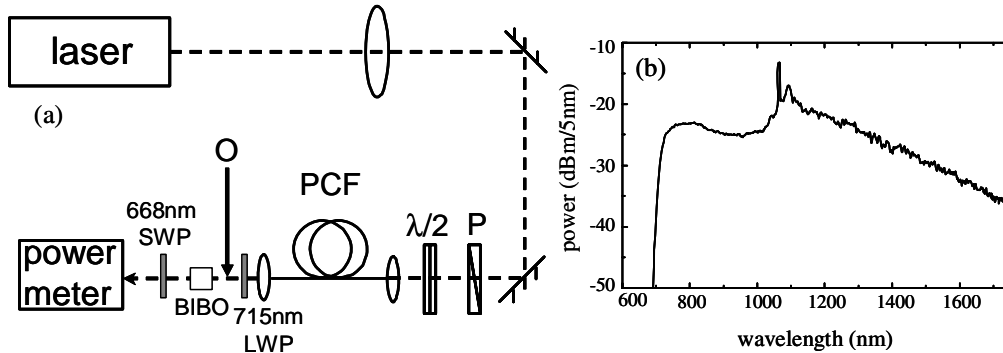 laser
(a)
O
PCF
λ/2
P
668nm
SWP
power
meter
BIBO
715nm
LWP
(b)
power (dBm/5nm)
-10
-20
-30
-40
-50
600 800 1000 1200 1400 1600
wavelength (nm)